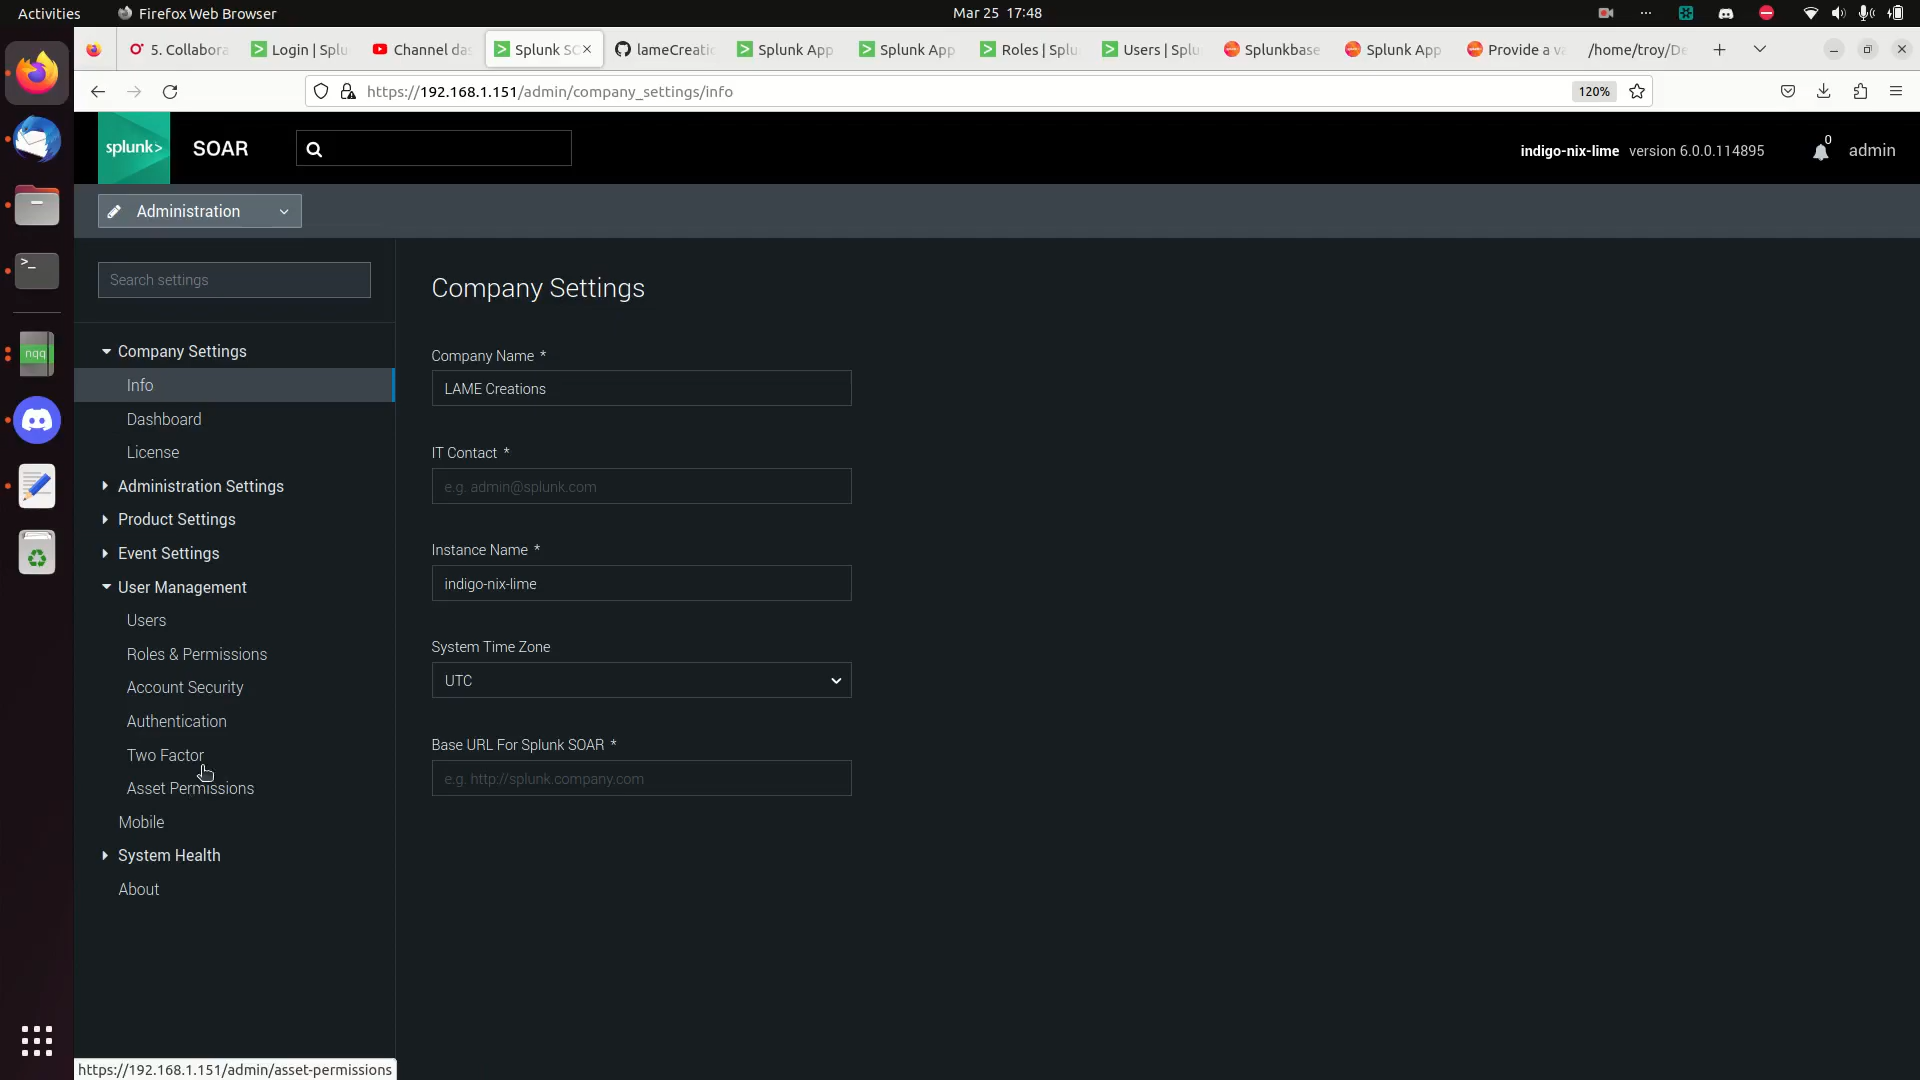 Activities
Firefox Web Browser
Mar 25 17:48
5. Collabora
Login | Splu
Channel das
Splunk SO
lameCreatio
Splunk App
Splunk App
Roles | Splu
Users | Splu
Splunkbase
Splunk App
Provide a va
/home/troy/De
https://192.168.1.151/admin/company_settings/info
120%
splunk>
SOAR
indigo-nix-lime version 6.0.0.114895
0
admin
Administration
Search settings
Company Settings
Info
Dashboard
License
Administration Settings
Product Settings
Event Settings
User Management
Users
Roles & Permissions
Account Security
Authentication
Two Factor
Asset Permissions
Mobile
System Health
About
Company Settings
Company Name *
LAME Creations
IT Contact *
e.g. admin@splunk.com
Instance Name *
indigo-nix-lime
System Time Zone
UTC
Base URL For Splunk SOAR *
e.g. http://splunk.company.com
nqq
https://192.168.1.151/admin/asset-permissions